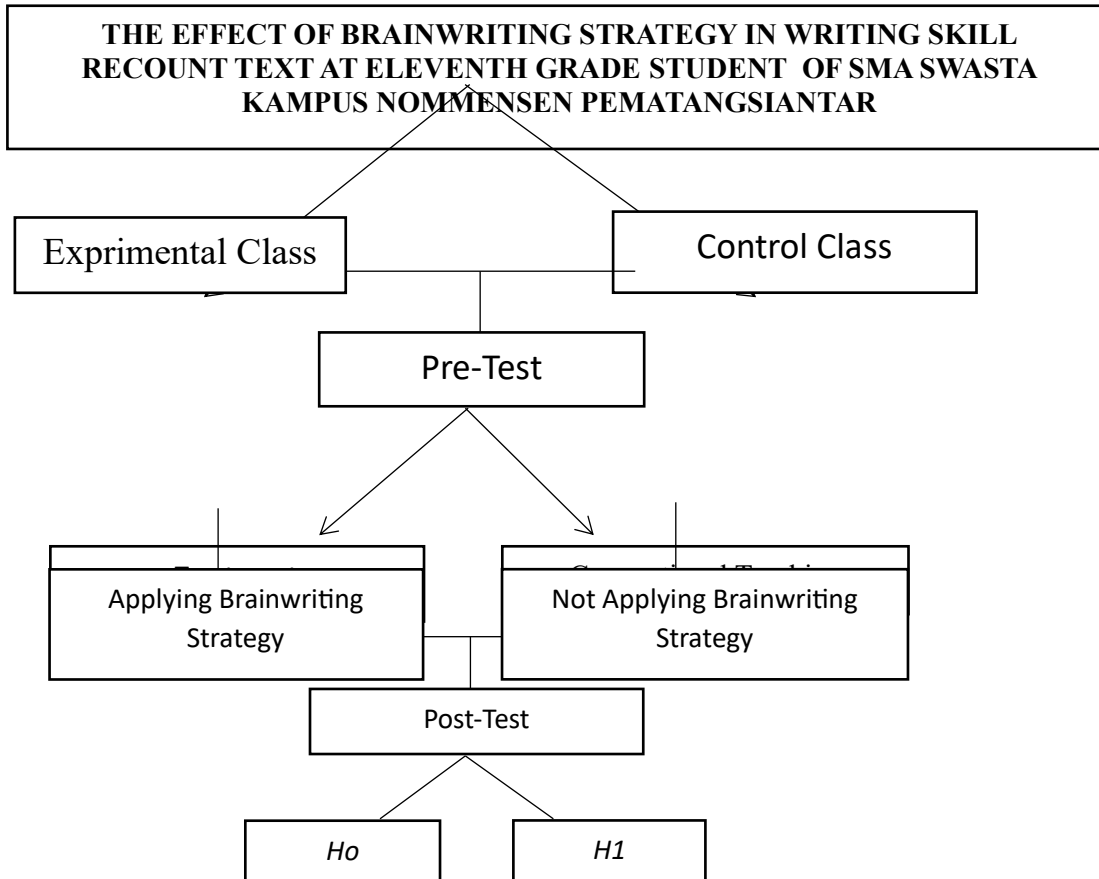 THE EFFECT OF BRAINWRITING STRATEGY IN WRITING SKILL
RECOUNT TEXT AT ELEVENTH GRADE STUDENT OF SMA SWASTA
KAMPUS NOMMENSEN PEMATANGSIANTAR
Exprimental Class
Control Class
Pre-Test
Applying Brainwriting
Strategy
Not Applying Brainwriting
Strategy
Post-Test
Ho
H1